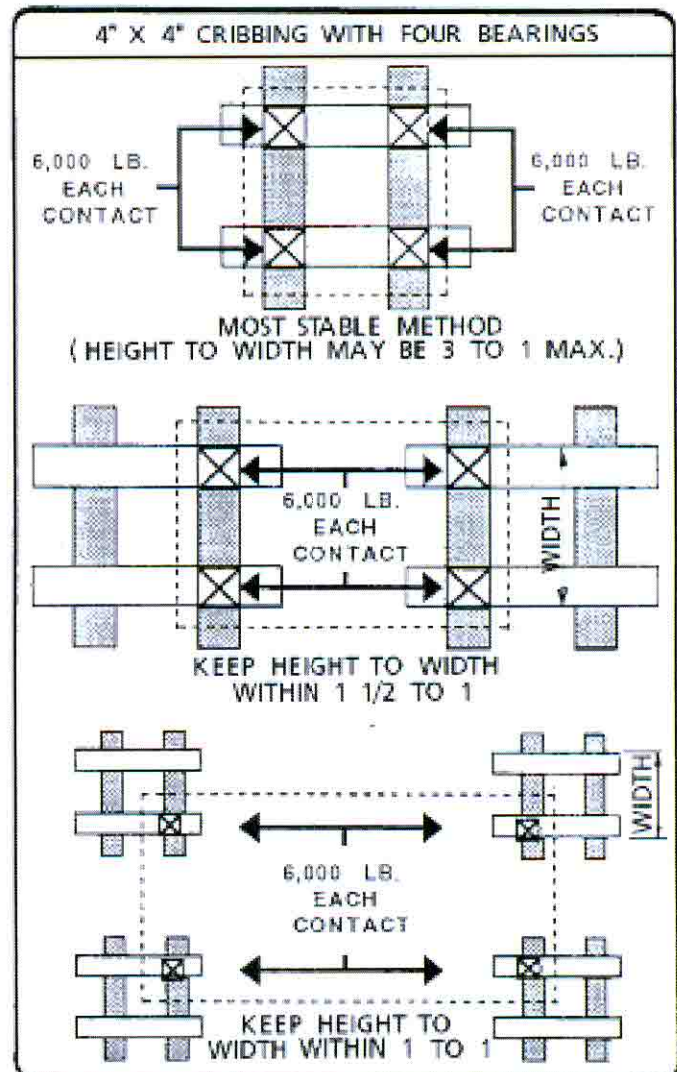 4" X 4" CRIBBING WITH FOUR BEARINGS
6,000 LB.
EACH
CONTACT
6,000 LB.
EACH
CONTACT
MOST STABLE METHOD
(HEIGHT TO WIDTH MAY BE 3 TO 1 MAX.)
6,000 LB.
EACH
CONTACT
WIDTH
KEEP HEIGHT TO WIDTH
WITHIN 1 1/2 TO 1
WIDTH
6,000 LB.
EACH
CONTACT
KEEP HEIGHT TO
WIDTH WITHIN 1 TO 1